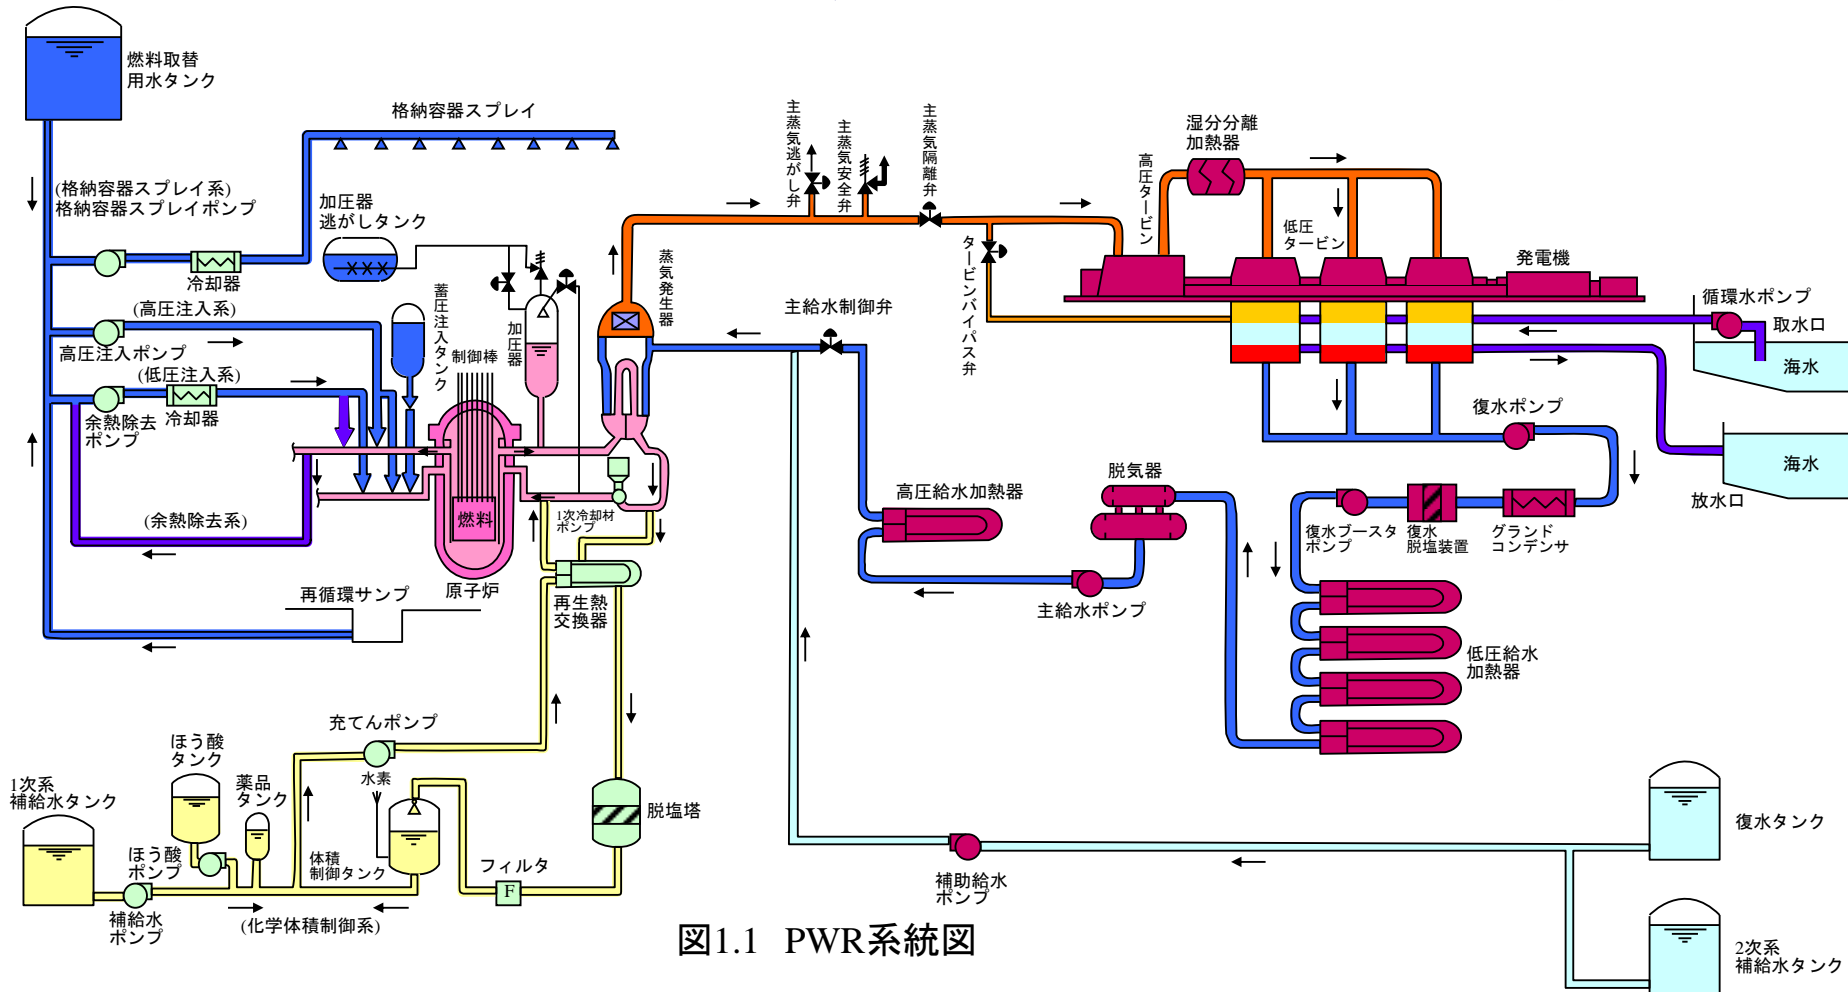 燃料取替
用水タンク
格納容器スプレイ
(格納容器スプレイ系)
格納容器スプレイポンプ
冷却器
加圧器
逃がしタンク
(高圧注入系)
高圧注入ポンプ
(低圧注入系)
冷却器
余熱除去
ポンプ
蓄圧注入タンク
制御棒
加圧器
蒸気発生器
燃料
原子炉
1次冷却材
ポンプ
(余熱除去系)
再循環サンプ
再生熱
交換器
主蒸気逃がし弁
主蒸気安全弁
主蒸気隔離弁
タービンバイパス弁
主給水制御弁
高圧タービン
湿分分離
加熱器
低圧
タービン
発電機
循環水ポンプ
取水口
海水
海水
放水口
復水ポンプ
グランド
コンデンサ
復水
脱塩装置
復水ブースタ
ポンプ
低圧給水
加熱器
脱気器
高圧給水加熱器
主給水ポンプ
充てんポンプ
水素
ほう酸
タンク
薬品
タンク
1次系
補給水タンク
ほう酸
ポンプ
補給水
ポンプ
体積
制御タンク
(化学体積制御系)
フィルタ
F
脱塩塔
補助給水
ポンプ
復水タンク
2次系
補給水タンク
図1.1 PWR系統図